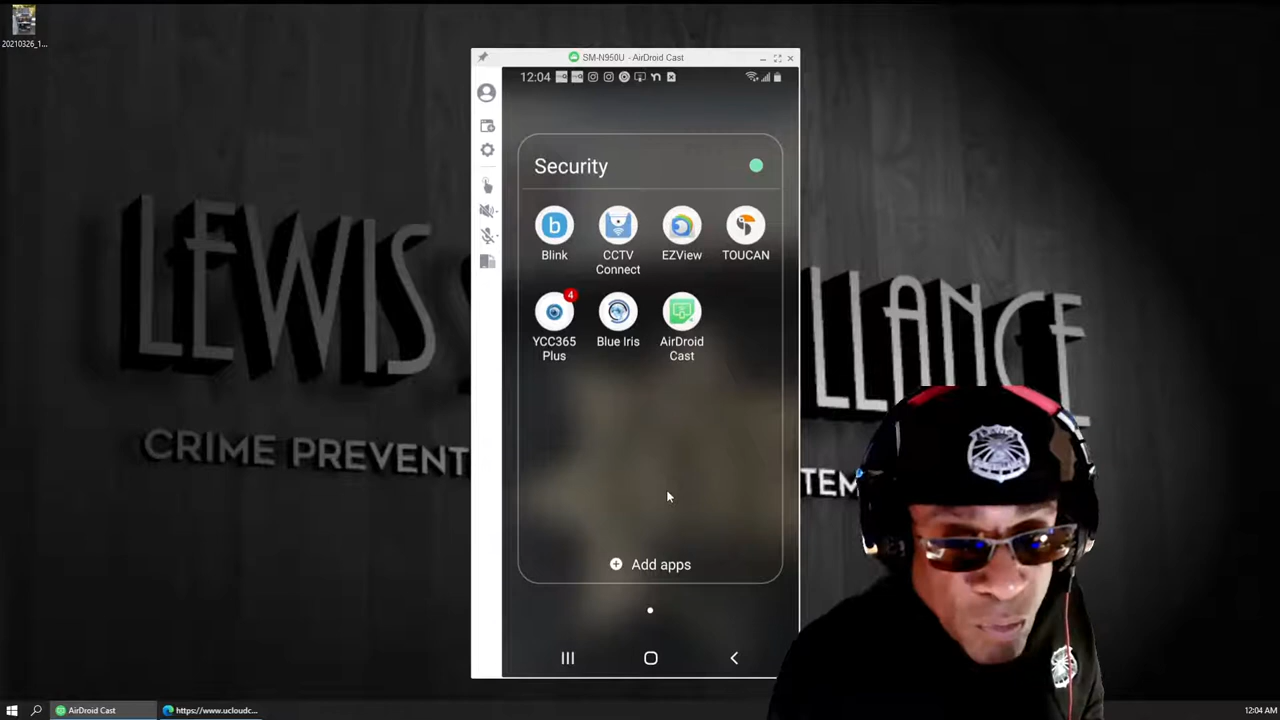 20210326_1...
SM-N950U - AirDroid Cast
12:04
Security
Blink
CCTV
Connect
EZView
TOUCAN
4
YCC365
Plus
Blue Iris
AirDroid
Cast
Add apps
LEWIS S
LLANCE
CRIME PREVENT
TEM
AirDroid Cast
https://www.ucloudc...
12:04 AM